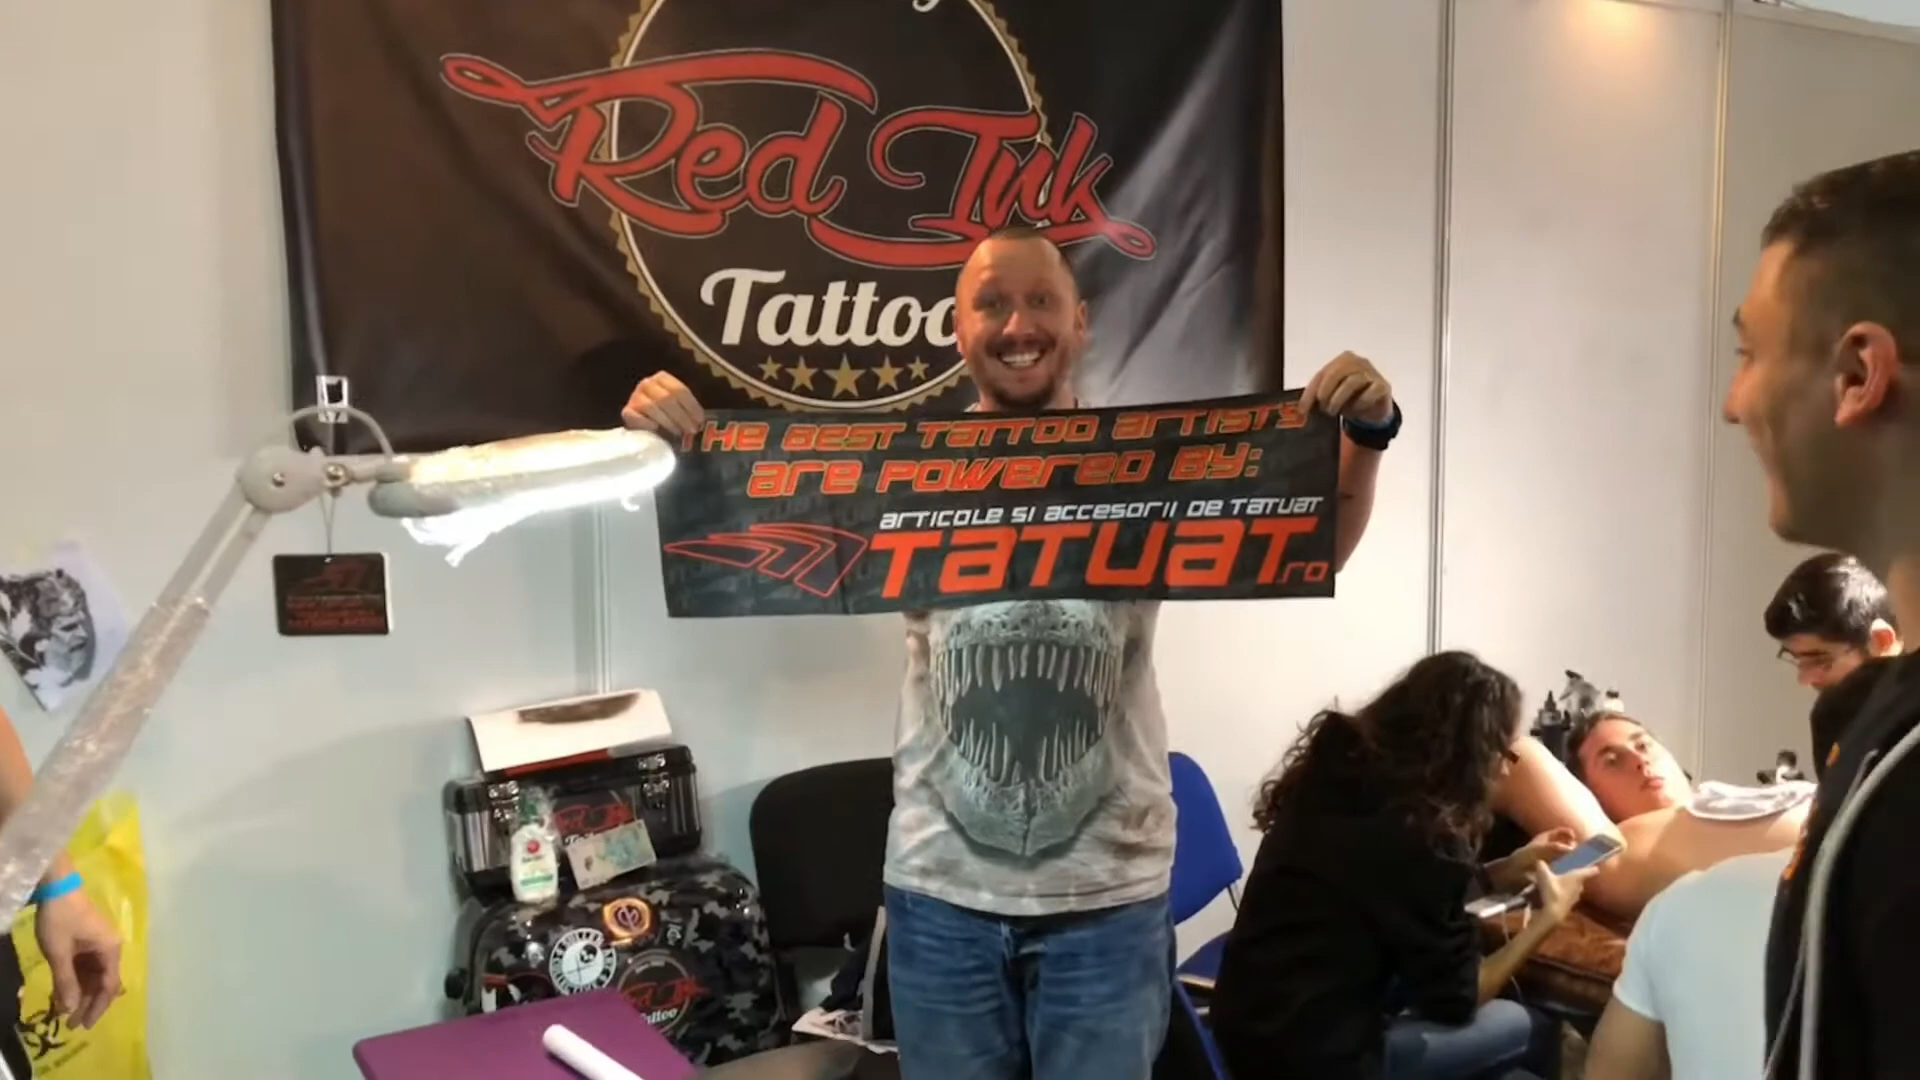 Red Ink
Tattoo
THE BEST TATTOO ARTISTS
ARE POWERED BY:
ARTICOLE SI ACCESORII DE TATUAT
TATUAT.ro